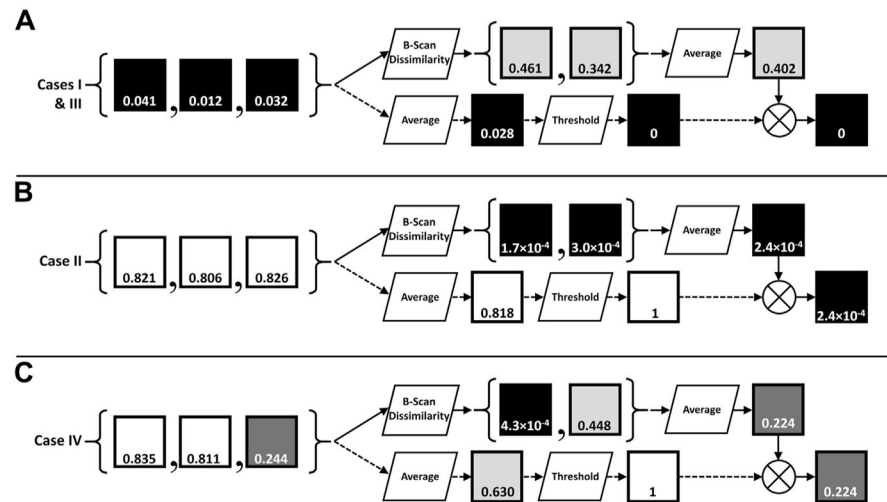 A
Cases I
& III
{ 0.041 , 0.012 , 0.032 }
B-Scan
Dissimilarity
{ 0.461 , 0.342 }
Average
0.402
Average
0.028
Threshold
0
0
B
Case II
{ 0.821 , 0.806 , 0.826 }
B-Scan
Dissimilarity
{ 1.7×10⁻⁴ , 3.0×10⁻⁴ }
Average
2.4×10⁻⁴
Average
0.818
Threshold
1
2.4×10⁻⁴
C
Case IV
{ 0.835 , 0.811 , 0.244 }
B-Scan
Dissimilarity
{ 4.3×10⁻⁴ , 0.448 }
Average
0.224
Average
0.630
Threshold
1
0.224